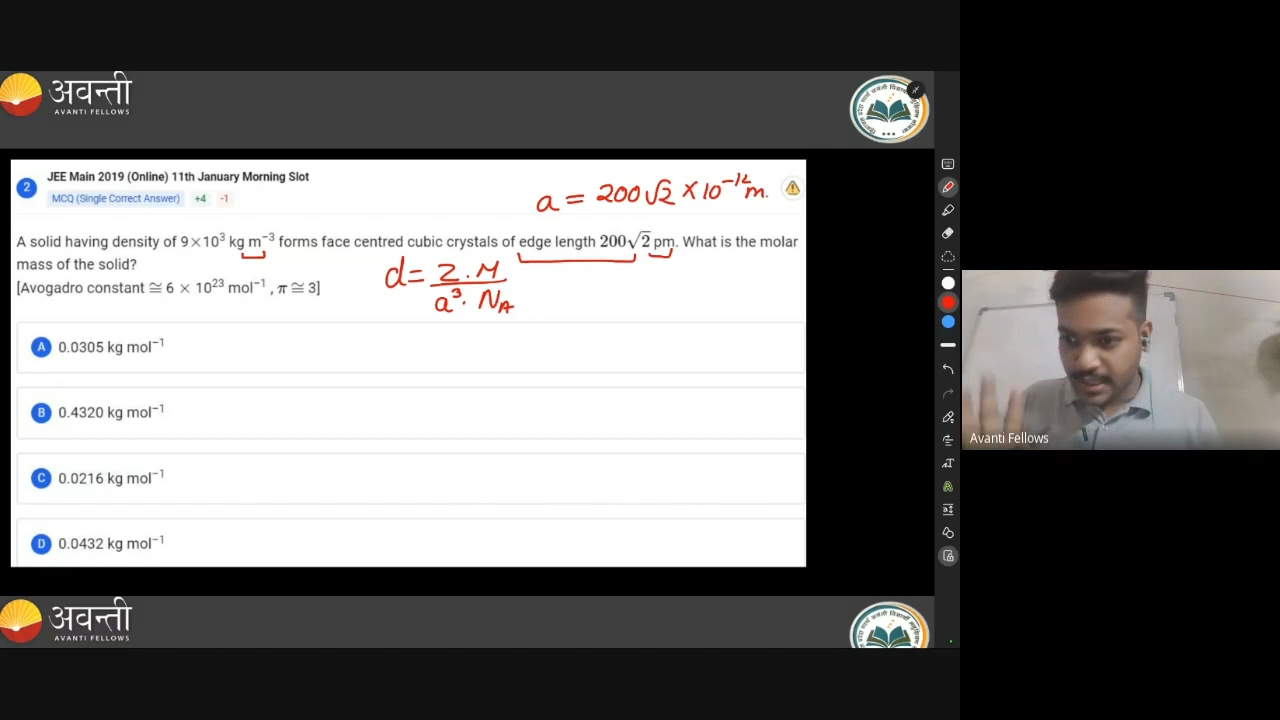 अवन्ती
AVANTI FELLOWS
2
JEE Main 2019 (Online) 11th January Morning Slot
MCQ (Single Correct Answer) +4 -1
a = 200√2 × 10⁻¹² m.
A solid having density of 9×10³ kg m⁻³ forms face centred cubic crystals of edge length 200√2 pm. What is the molar
mass of the solid?
d = Z . M / a³ . N_A
[Avogadro constant ≅ 6 × 10²³ mol⁻¹, π ≅ 3]
A 0.0305 kg mol⁻¹
B 0.4320 kg mol⁻¹
C 0.0216 kg mol⁻¹
D 0.0432 kg mol⁻¹
Avanti Fellows
अवन्ती
AVANTI FELLOWS